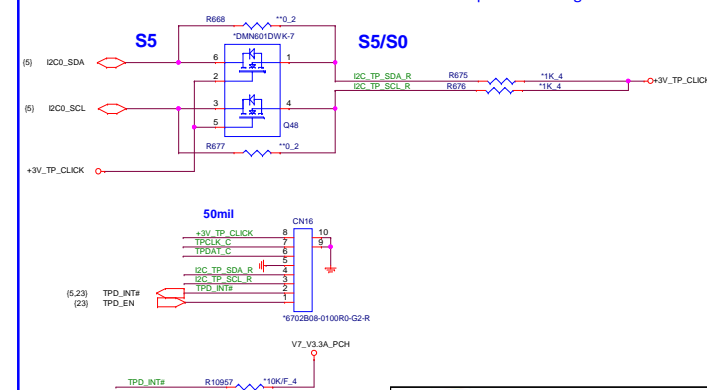 R668 **0_2
*DMN601DWK-7
S5
S5/S0
{5} I2C0_SDA
6 1
2
I2C_TP_SDA_R R675 *1K_4
I2C_TP_SCL_R R676 *1K_4
+3V_TP_CLICK
{5} I2C0_SCL
3 4
5
Q48
R677 **0_2
+3V_TP_CLICK
50mil
CN16
+3V_TP_CLICK 8 10
TPCLK_C 7 9
TPDAT_C 6
5
I2C_TP_SDA_R 4
I2C_TP_SCL_R 3
{5,23} TPD_INT# TPD_INT# 2
{23} TPD_EN 1
*6702B08-0100R0-G2-R
V7_V3.3A_PCH
TPD_INT# R10957 *10K/F_4